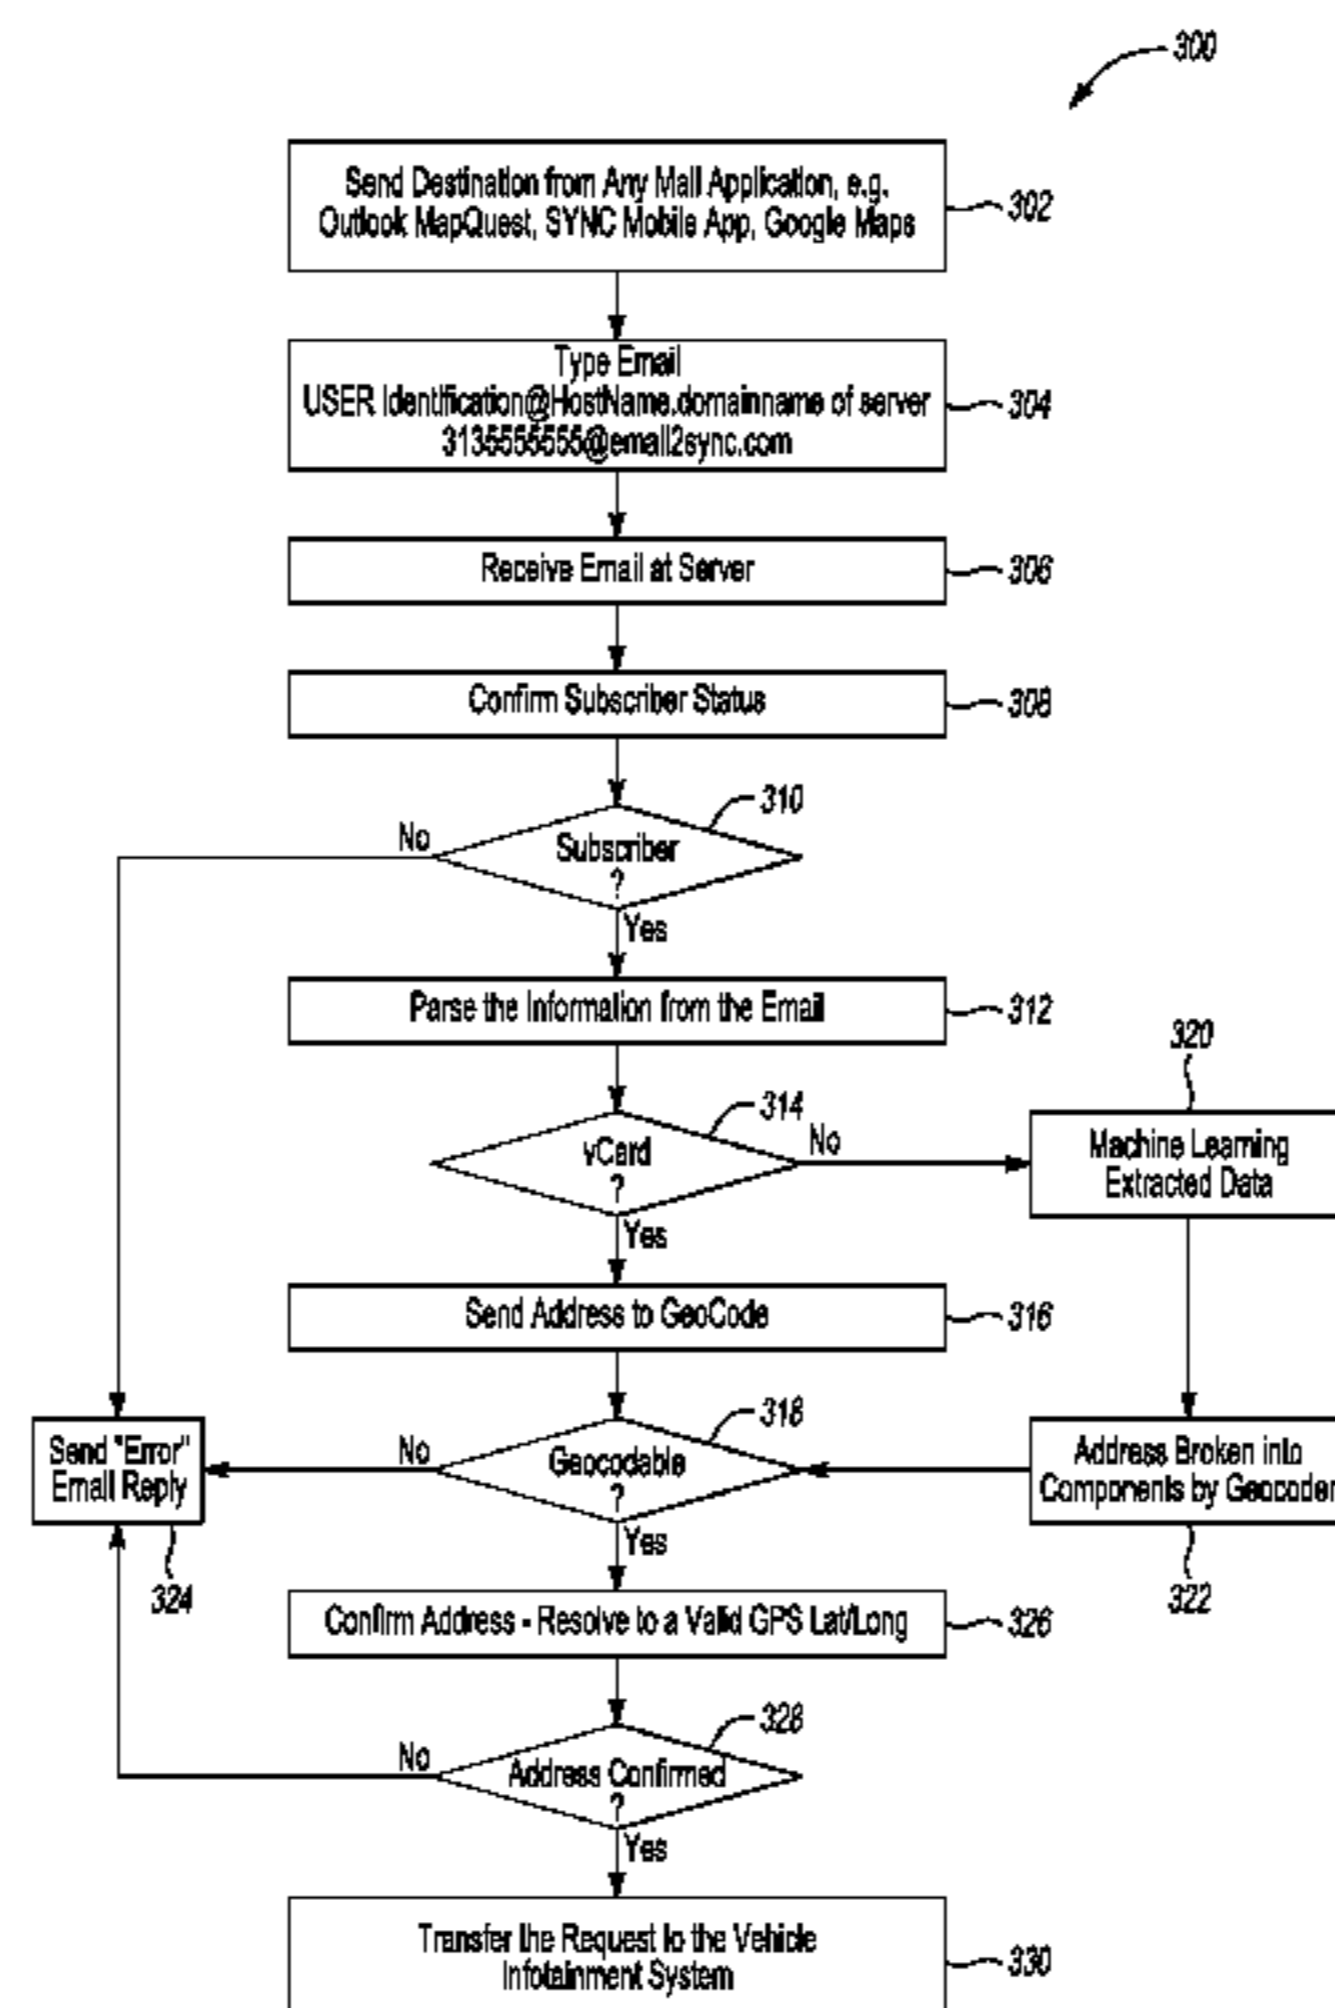 300
Send Destination from Any Mail Application, e.g.
Outlook MapQuest, SYNC Mobile App, Google Maps
302
Type Email
USER Identification@HostName.domainname of server
3135555555@email2sync.com
304
Receive Email at Server
306
Confirm Subscriber Status
308
310
No
Subscriber
?
Yes
Parse the Information from the Email
312
320
314
vCard
?
No
Machine Learning
Extracted Data
Yes
Send Address to GeoCode
316
318
Send "Error"
Email Reply
324
No
Geocodable
?
Address Broken into
Components by Geocoder
322
Yes
Confirm Address - Resolve to a Valid GPS Lat/Long
326
328
No
Address Confirmed
?
Yes
Transfer the Request to the Vehicle
Infotainment System
330